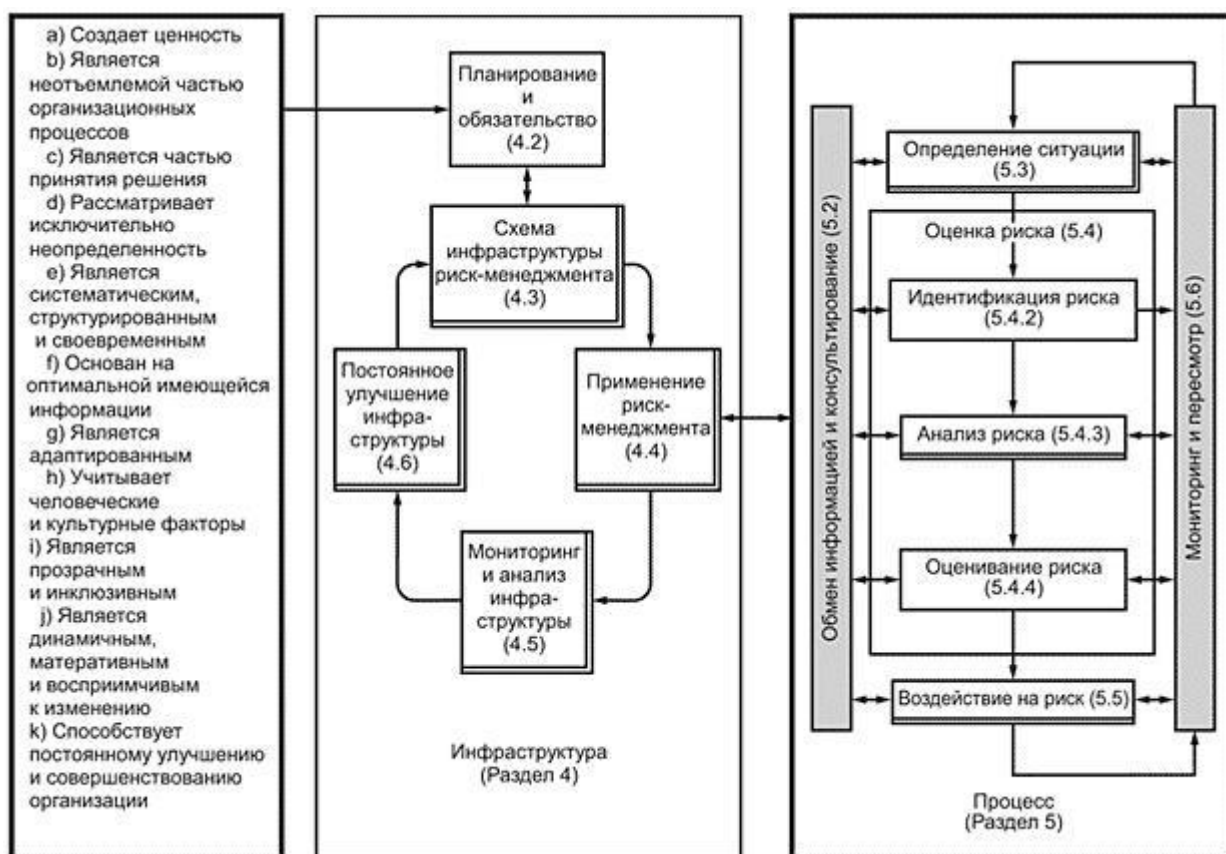 a) Создает ценность
b) Является
неотъемлемой частью
организационных
процессов
c) Является частью
принятия решения
d) Рассматривает
исключительно
неопределенность
e) Является
систематическим,
структурированным
и своевременным
f) Основан на
оптимальной имеющейся
информации
g) Является
адаптированным
h) Учитывает
человеческие
и культурные факторы
i) Является
прозрачным
и инклюзивным
j) Является
динамичным,
матеративным
и восприимчивым
к изменению
k) Способствует
постоянному улучшению
и совершенствованию
организации
Планирование
и
обязательство
(4.2)
Схема
инфраструктуры
риск-менеджмента
(4.3)
Постоянное
улучшение
инфра-
структуры
(4.6)
Применение
риск-
менеджмента
(4.4)
Мониторинг
и анализ
инфра-
структуры
(4.5)
Инфраструктура
(Раздел 4)
Обмен информацией и консультирование (5.2)
Определение ситуации
(5.3)
Оценка риска (5.4)
Идентификация риска
(5.4.2)
Анализ риска (5.4.3)
Оценивание риска
(5.4.4)
Воздействие на риск (5.5)
Мониторинг и пересмотр (5.6)
Процесс
(Раздел 5)